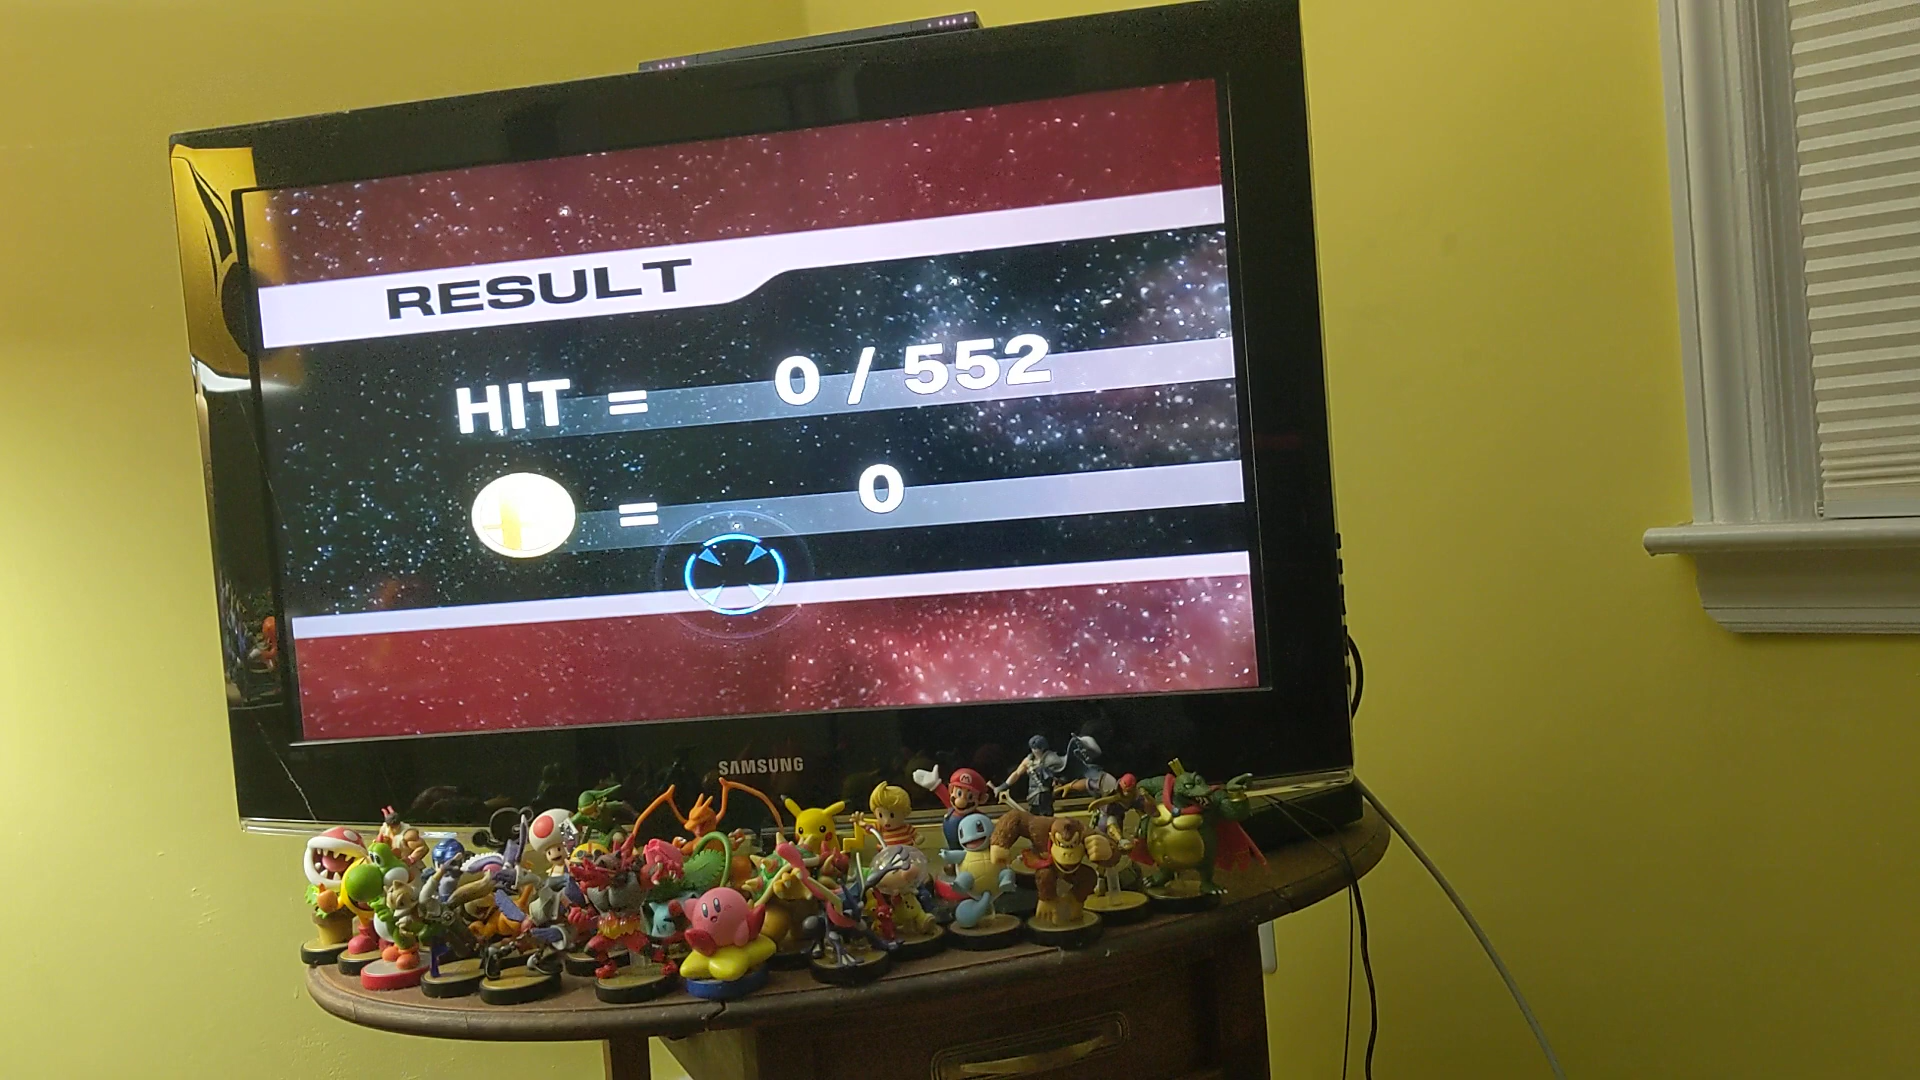 RESULT
HIT = 0 / 552
= 0
SAMSUNG